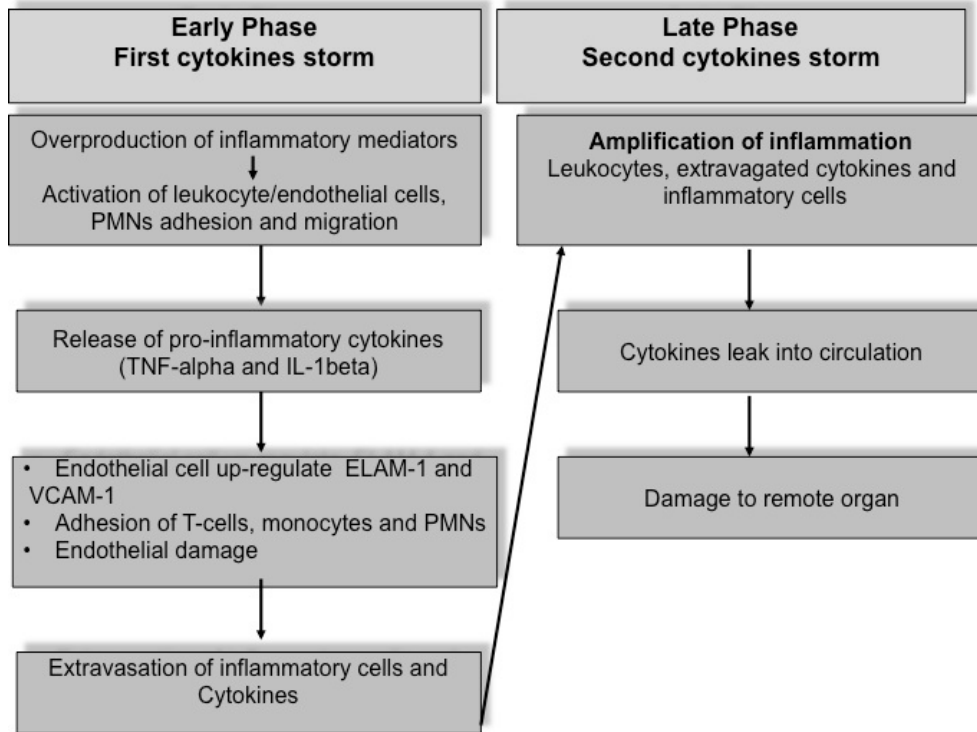 Early Phase
First cytokines storm
Overproduction of inflammatory mediators
Activation of leukocyte/endothelial cells,
PMNs adhesion and migration
Release of pro-inflammatory cytokines
(TNF-alpha and IL-1beta)
• Endothelial cell up-regulate ELAM-1 and
VCAM-1
• Adhesion of T-cells, monocytes and PMNs
• Endothelial damage
Extravasation of inflammatory cells and
Cytokines
Late Phase
Second cytokines storm
Amplification of inflammation
Leukocytes, extravagated cytokines and
inflammatory cells
Cytokines leak into circulation
Damage to remote organ